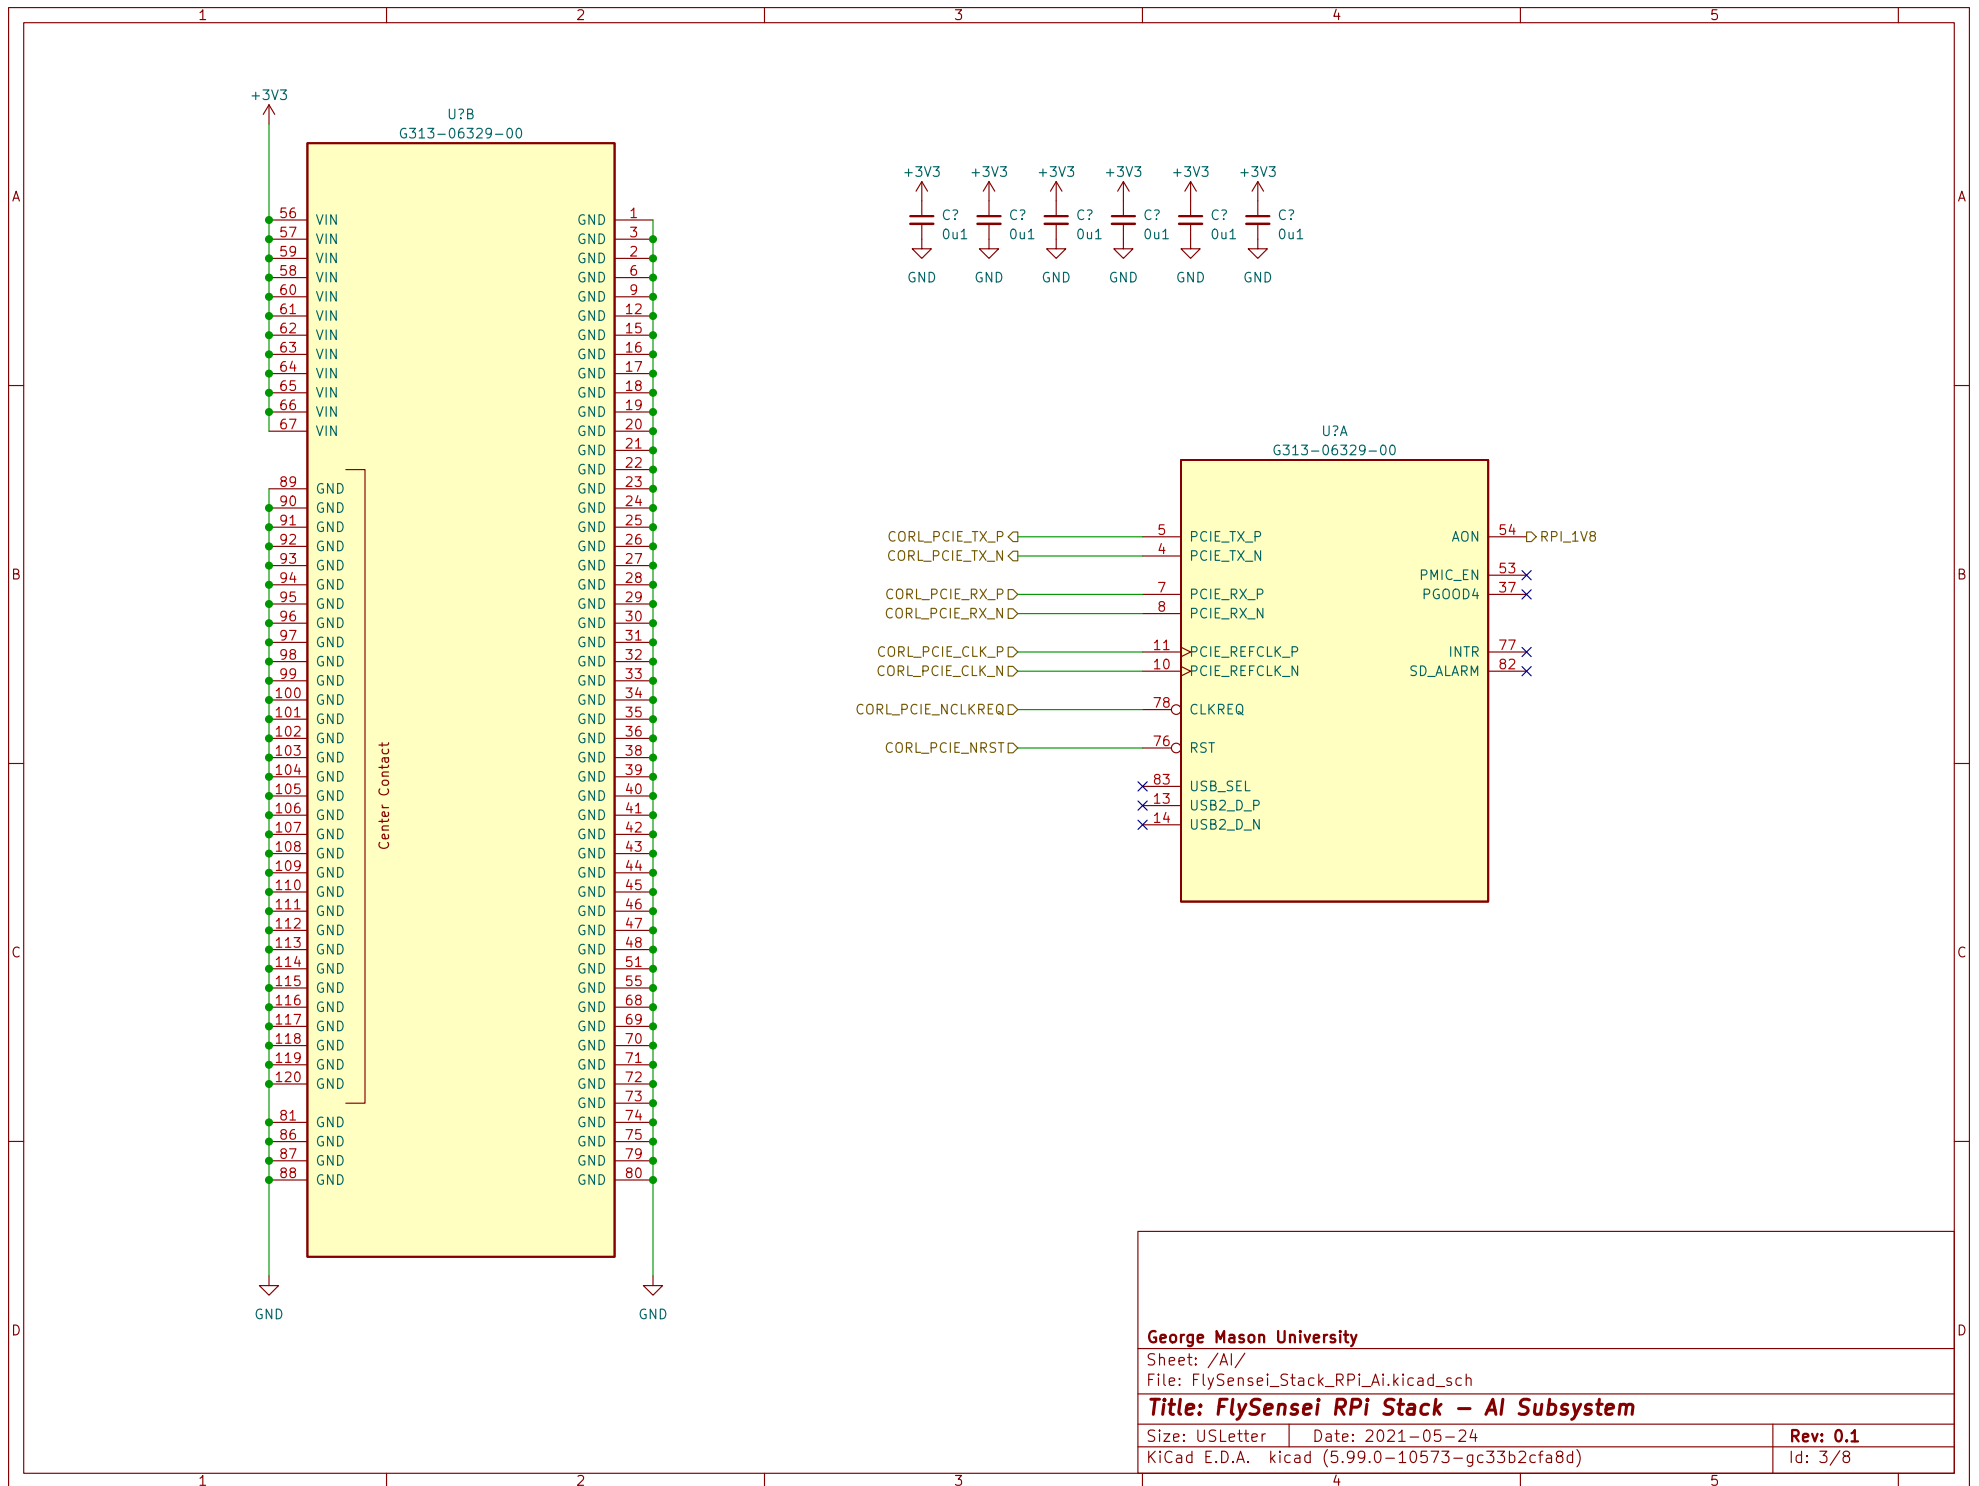 1 2 3 4 5
A
B
C
D
+3V3
U?B
G313-06329-00
56 VIN GND 1
57 VIN GND 3
59 VIN GND 2
58 VIN GND 6
60 VIN GND 9
61 VIN GND 12
62 VIN GND 15
63 VIN GND 16
64 VIN GND 17
65 VIN GND 18
66 VIN GND 19
67 VIN GND 20
GND 21
GND 22
89 GND GND 23
90 GND GND 24
91 GND GND 25
92 GND GND 26
93 GND GND 27
94 GND GND 28
95 GND GND 29
96 GND GND 30
97 GND GND 31
98 GND GND 32
99 GND GND 33
100 GND GND 34
101 GND GND 35
102 GND GND 36
103 GND GND 38
104 GND GND 39
105 GND GND 40
106 GND GND 41
107 GND GND 42
108 GND GND 43
109 GND GND 44
110 GND GND 45
111 GND GND 46
112 GND GND 47
113 GND GND 48
114 GND GND 51
115 GND GND 55
116 GND GND 68
117 GND GND 69
118 GND GND 70
119 GND GND 71
120 GND GND 72
GND 73
81 GND GND 74
86 GND GND 75
87 GND GND 79
88 GND GND 80
Center Contact
GND GND
+3V3 +3V3 +3V3 +3V3 +3V3 +3V3
C? C? C? C? C? C?
0u1 0u1 0u1 0u1 0u1 0u1
GND GND GND GND GND GND
U?A
G313-06329-00
CORL_PCIE_TX_P 5 PCIE_TX_P AON 54 RPI_1V8
CORL_PCIE_TX_N 4 PCIE_TX_N
PMIC_EN 53
CORL_PCIE_RX_P 7 PCIE_RX_P PGOOD4 37
CORL_PCIE_RX_N 8 PCIE_RX_N
CORL_PCIE_CLK_P 11 PCIE_REFCLK_P INTR 77
CORL_PCIE_CLK_N 10 PCIE_REFCLK_N SD_ALARM 82
CORL_PCIE_NCLKREQ 78 CLKREQ
CORL_PCIE_NRST 76 RST
83 USB_SEL
13 USB2_D_P
14 USB2_D_N
George Mason University
Sheet: /AI/
File: FlySensei_Stack_RPi_Ai.kicad_sch
Title: FlySensei RPi Stack - AI Subsystem
Size: USLetter Date: 2021-05-24 Rev: 0.1
KiCad E.D.A. kicad (5.99.0-10573-gc33b2cfa8d) Id: 3/8
A
B
C
D
1 2 3 4 5